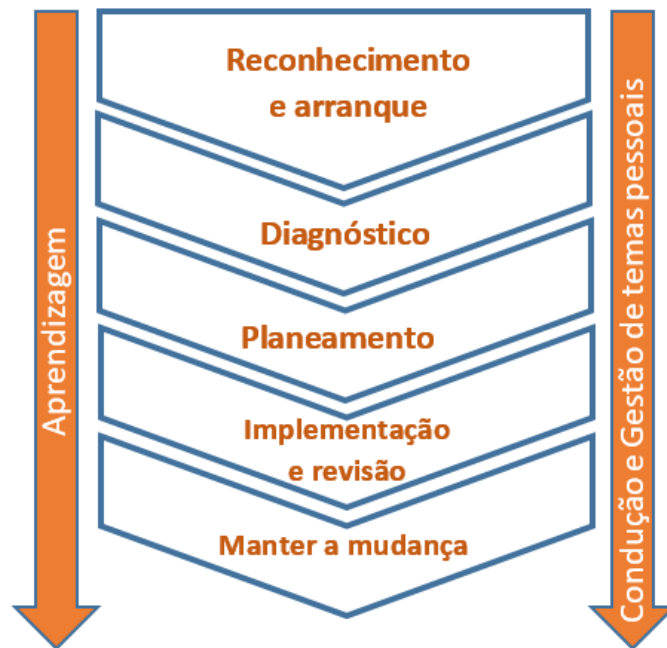 Reconhecimento
e arranque
Diagnóstico
Planeamento
Implementação
e revisão
Manter a mudança
Aprendizagem
Condução e Gestão de temas pessoais